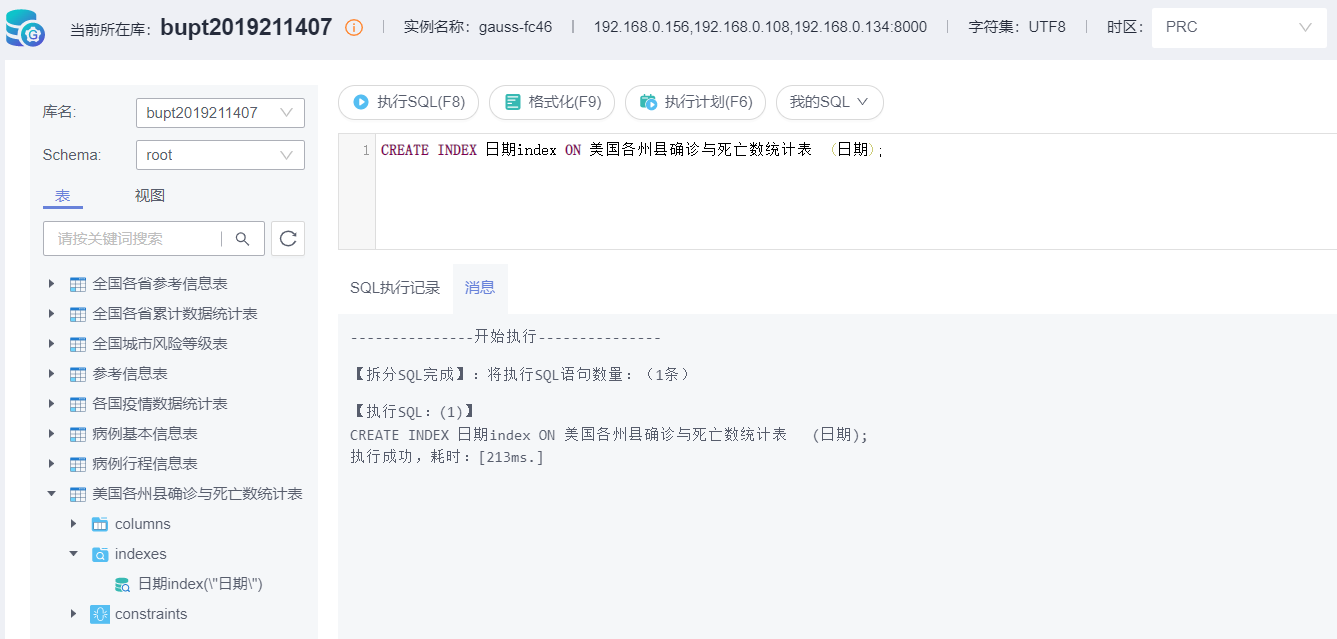 当前所在库: bupt2019211407 实例名称: gauss-fc46 192.168.0.156,192.168.0.108,192.168.0.134:8000 字符集: UTF8 时区: PRC
库名: bupt2019211407
Schema: root
表 视图
请按关键词搜索
全国各省参考信息表
全国各省累计数据统计表
全国城市风险等级表
参考信息表
各国疫情数据统计表
病例基本信息表
病例行程信息表
美国各州县确诊与死亡数统计表
columns
indexes
日期index(\"日期\")
constraints
执行SQL(F8) 格式化(F9) 执行计划(F6) 我的SQL
1 CREATE INDEX 日期index ON 美国各州县确诊与死亡数统计表 （日期）;
SQL执行记录 消息
---------------开始执行---------------
【拆分SQL完成】：将执行SQL语句数量：（1条）
【执行SQL：(1)】
CREATE INDEX 日期index ON 美国各州县确诊与死亡数统计表 (日期);
执行成功，耗时：[213ms.]